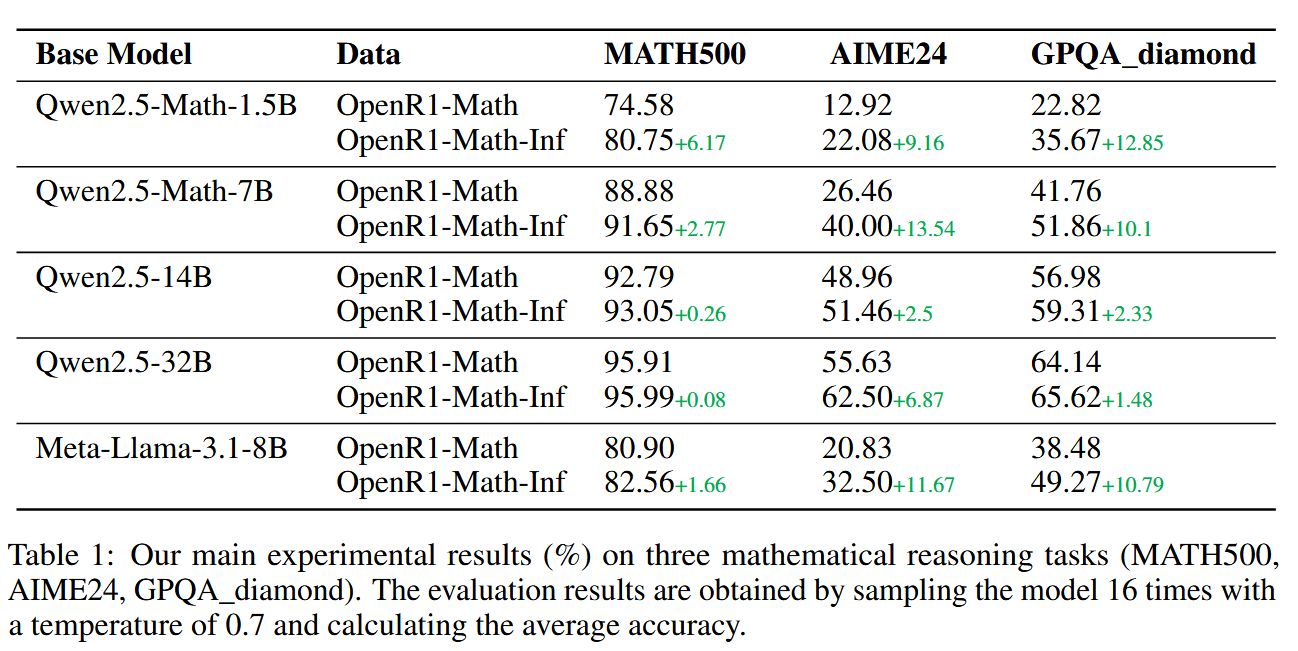 Base Model Data MATH500 AIME24 GPQA_diamond
Qwen2.5-Math-1.5B OpenR1-Math 74.58 12.92 22.82
OpenR1-Math-Inf 80.75+6.17 22.08+9.16 35.67+12.85
Qwen2.5-Math-7B OpenR1-Math 88.88 26.46 41.76
OpenR1-Math-Inf 91.65+2.77 40.00+13.54 51.86+10.1
Qwen2.5-14B OpenR1-Math 92.79 48.96 56.98
OpenR1-Math-Inf 93.05+0.26 51.46+2.5 59.31+2.33
Qwen2.5-32B OpenR1-Math 95.91 55.63 64.14
OpenR1-Math-Inf 95.99+0.08 62.50+6.87 65.62+1.48
Meta-Llama-3.1-8B OpenR1-Math 80.90 20.83 38.48
OpenR1-Math-Inf 82.56+1.66 32.50+11.67 49.27+10.79
Table 1: Our main experimental results (%) on three mathematical reasoning tasks (MATH500,
AIME24, GPQA_diamond). The evaluation results are obtained by sampling the model 16 times with
a temperature of 0.7 and calculating the average accuracy.